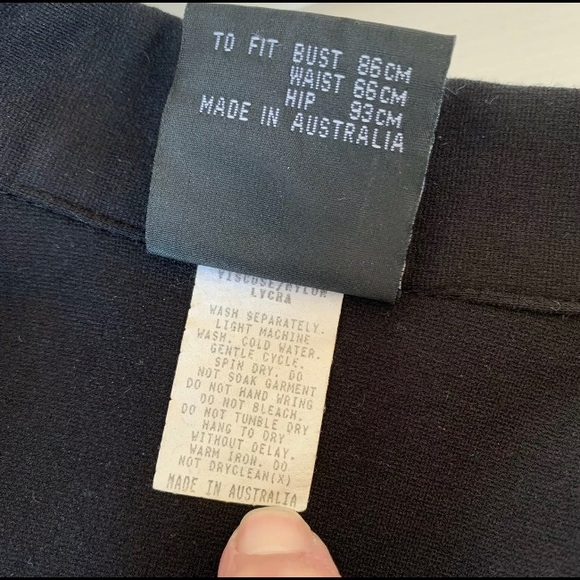 TO FIT BUST 86CM
WAIST 66CM
HIP 93CM
MADE IN AUSTRALIA
VISCOSE/NYLON
LYCRA
WASH SEPARATELY.
LIGHT MACHINE
WASH. COLD WATER.
GENTLE CYCLE.
SPIN DRY. DO
NOT SOAK GARMENT
DO NOT HAND WRING
DO NOT BLEACH.
DO NOT TUMBLE DRY
HANG TO DRY
WITHOUT DELAY.
WARM IRON. DO
NOT DRYCLEAN(X)
MADE IN AUSTRALIA